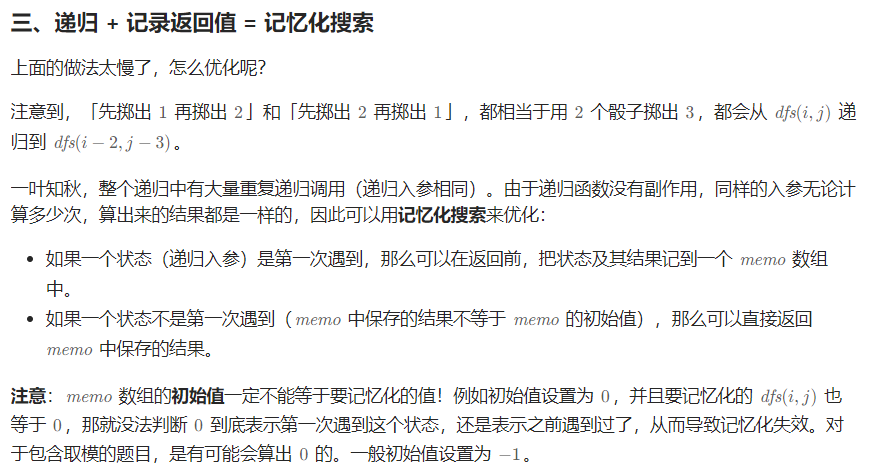 三、递归 + 记录返回值 = 记忆化搜索
上面的做法太慢了，怎么优化呢？
注意到，「先掷出 1 再掷出 2」和「先掷出 2 再掷出 1」，都相当于用 2 个骰子掷出 3，都会从 dfs(i, j) 递
归到 dfs(i − 2, j − 3)。
一叶知秋，整个递归中有大量重复递归调用（递归入参相同）。由于递归函数没有副作用，同样的入参无论计
算多少次，算出来的结果都是一样的，因此可以用记忆化搜索来优化：
• 如果一个状态（递归入参）是第一次遇到，那么可以在返回前，把状态及其结果记到一个 memo 数组
中。
• 如果一个状态不是第一次遇到（memo 中保存的结果不等于 memo 的初始值），那么可以直接返回
memo 中保存的结果。
注意：memo 数组的初始值一定不能等于要记忆化的值！例如初始值设置为 0，并且要记忆化的 dfs(i, j) 也
等于 0，那就没法判断 0 到底表示第一次遇到这个状态，还是表示之前遇到过了，从而导致记忆化失效。对
于包含取模的题目，是有可能会算出 0 的。一般初始值设置为 −1。